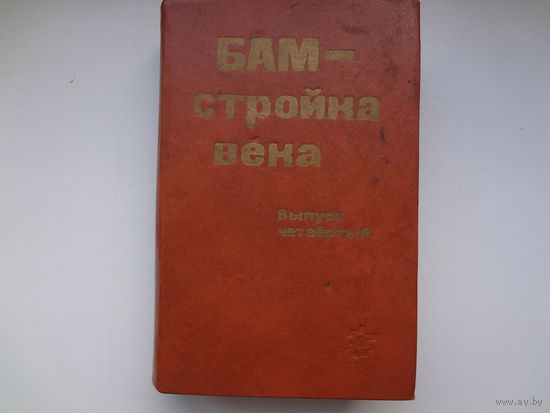 БАМ –
стройка
века
Выпуск
четвёртый
www.ay.by